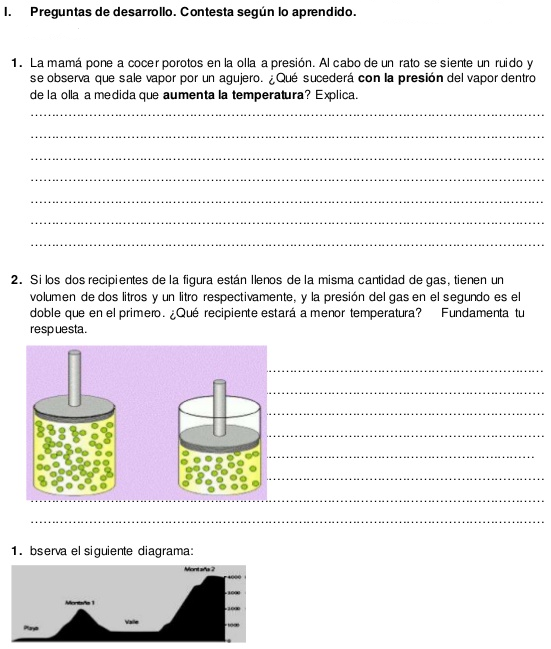 I. Preguntas de desarrollo. Contesta según lo aprendido.
1. La mamá pone a cocer porotos en la olla a presión. Al cabo de un rato se siente un ruido y
se observa que sale vapor por un agujero. ¿Qué sucederá con la presión del vapor dentro
de la olla a medida que aumenta la temperatura? Explica.
2. Si los dos recipientes de la figura están llenos de la misma cantidad de gas, tienen un
volumen de dos litros y un litro respectivamente, y la presión del gas en el segundo es el
doble que en el primero. ¿Qué recipiente estará a menor temperatura? Fundamenta tu
respuesta.
1. bserva el siguiente diagrama:
Montaña 2
4000
3000
Montaña 1
2000
Valle
1000
Playa
0